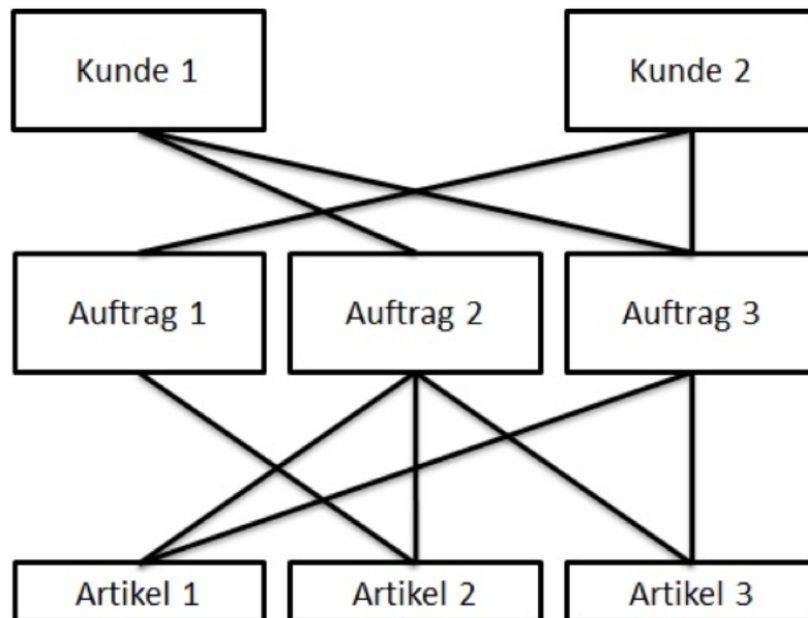 Kunde 1
Kunde 2
Auftrag 1
Auftrag 2
Auftrag 3
Artikel 1
Artikel 2
Artikel 3